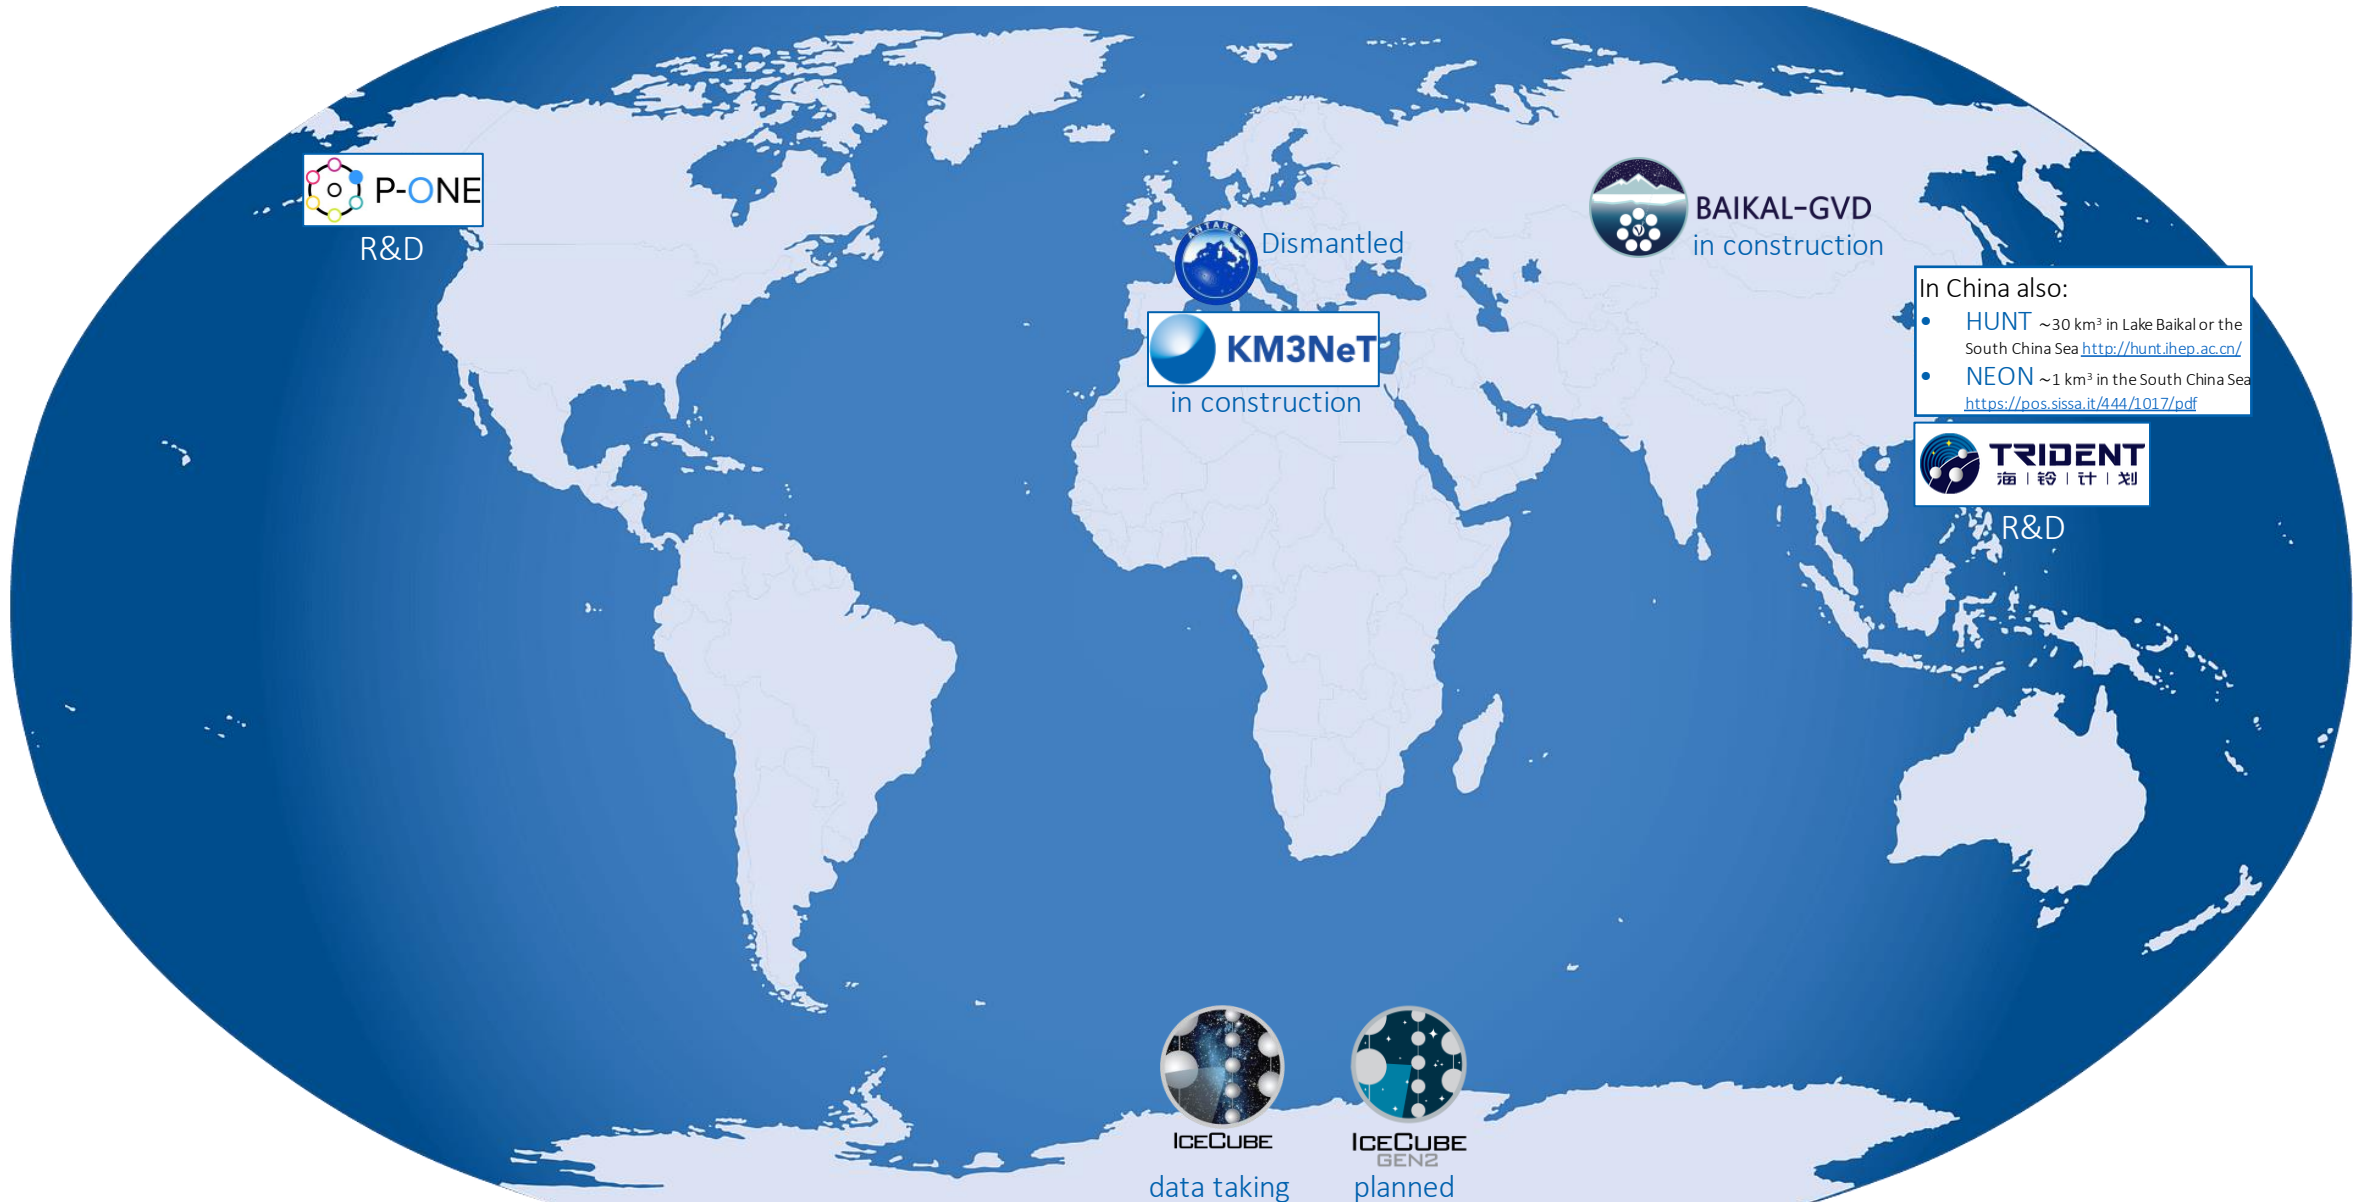 P-ONE
R&D
ANTARES
Dismantled
KM3NeT
in construction
BAIKAL-GVD
in construction
In China also:
• HUNT ~30 km³ in Lake Baikal or the
South China Sea http://hunt.ihep.ac.cn/
• NEON ~1 km³ in the South China Sea
https://pos.sissa.it/444/1017/pdf
TRIDENT
海 | 铃 | 计 | 划
R&D
ICECUBE
data taking
ICECUBE
GEN2
planned